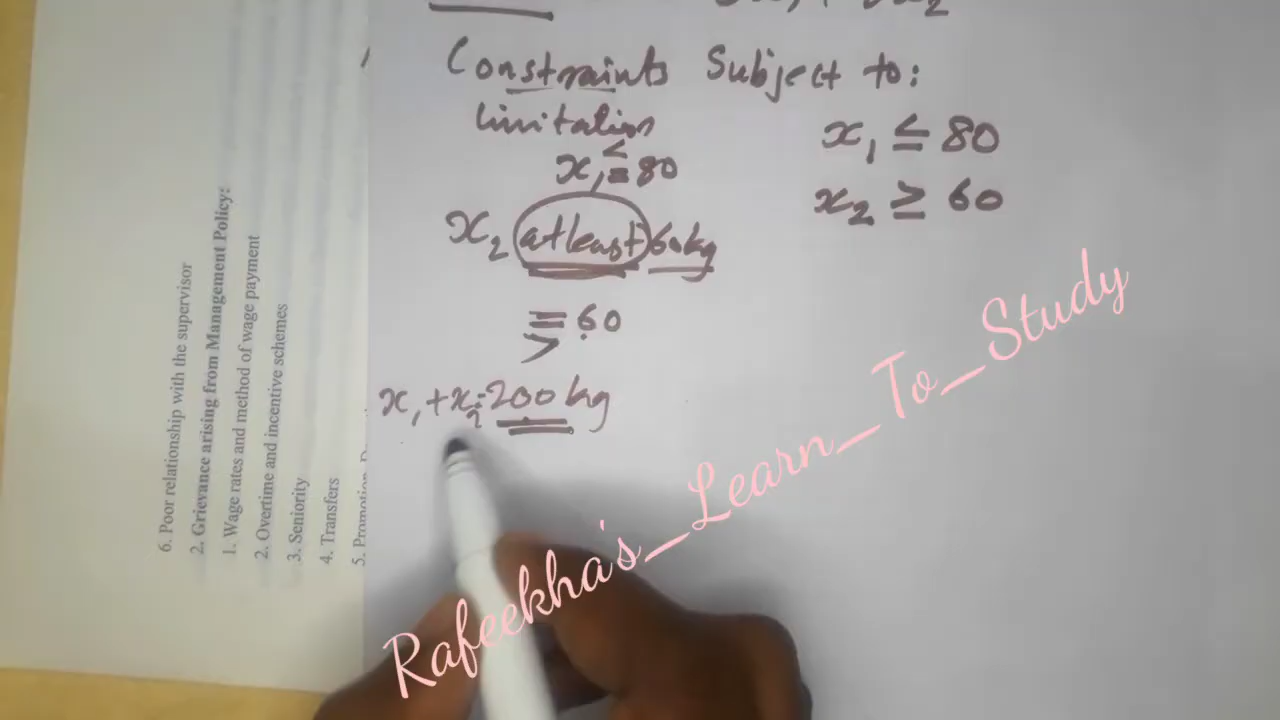 Constraints Subject to:
limitation
x₁ ≤ 80
x₁ ≤ 80
x₂ ≥ 60
x₂ atleast 60kg
≥ 60
x₁ + x₂ = 200 kg
6. Poor relationship with the supervisor
2. Grievance arising from Management Policy:
1. Wage rates and method of wage payment
2. Overtime and incentive schemes
3. Seniority
4. Transfers
5. Promotion
Rafeekha's_Learn_To_Study